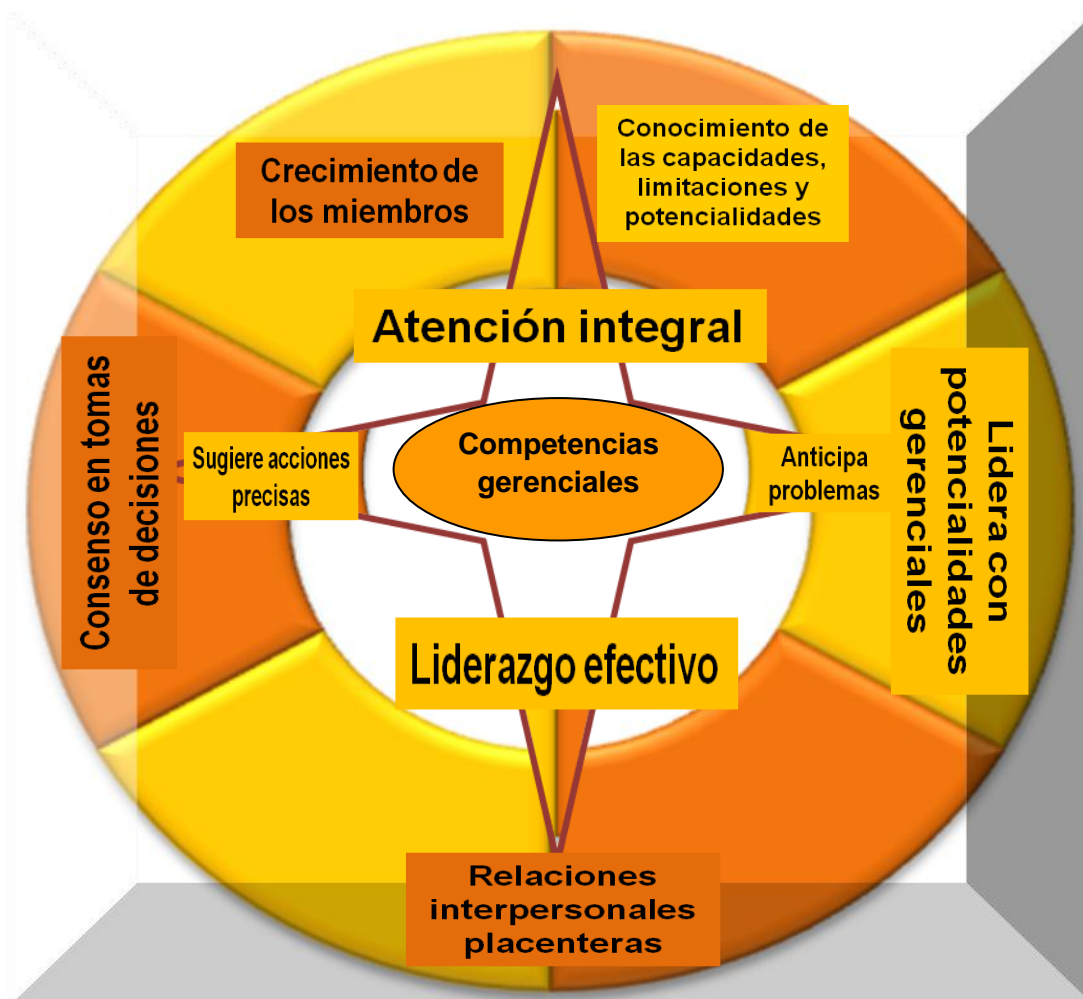 Crecimiento de
los miembros
Conocimiento de
las capacidades,
limitaciones y
potencialidades
Atención integral
Consenso en tomas
de decisiones
Sugiere acciones
precisas
Competencias
gerenciales
Anticipa
problemas
Lidera con
potencialidades
gerenciales
Liderazgo efectivo
Relaciones
interpersonales
placenteras